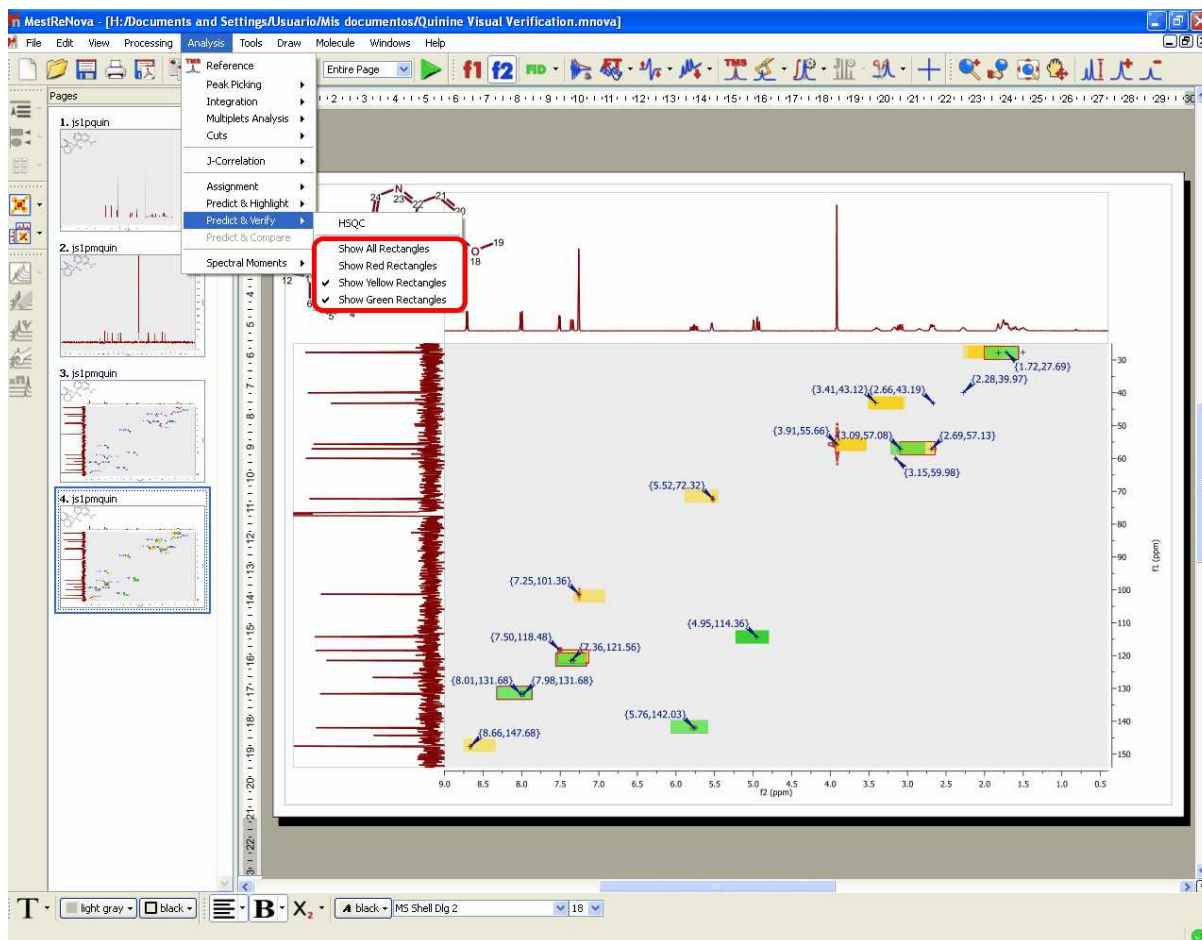 MestReNova - [H:/Documents and Settings/Usuario/Mis documentos/Quinine Visual Verification.mnova]
File Edit View Processing Analysis Tools Draw Molecule Windows Help
Entire Page f1 f2 FID TMS
Reference
Peak Picking
Integration
Multiplets Analysis
Cuts
J-Correlation
Assignment
Predict & Highlight
Predict & Verify
Predict & Compare
Spectral Moments
HSQC
Show All Rectangles
Show Red Rectangles
Show Yellow Rectangles
Show Green Rectangles
Pages
1. js1pquin
2. js1pmquin
3. js1pmquin
4. js1pmquin
24 N 23 22 21 20
O 19
18
12
{1.72,27.69}
{2.28,39.97}
{3.41,43.12} {2.66,43.19}
{3.91,55.66} {3.09,57.08} {2.69,57.13}
{3.15,59.98}
{5.52,72.32}
{7.25,101.36}
{4.95,114.36}
{7.50,118.48} {7.36,121.56}
{8.01,131.68} {7.98,131.68}
{5.76,142.03}
{8.66,147.68}
30
40
50
60
70
80
90
100
110
120
130
140
150
f1 (ppm)
9.0 8.5 8.0 7.5 7.0 6.5 6.0 5.5 5.0 4.5 4.0 3.5 3.0 2.5 2.0 1.5 1.0 0.5
f2 (ppm)
T light gray black B X2 A black MS Shell Dlg 2 18